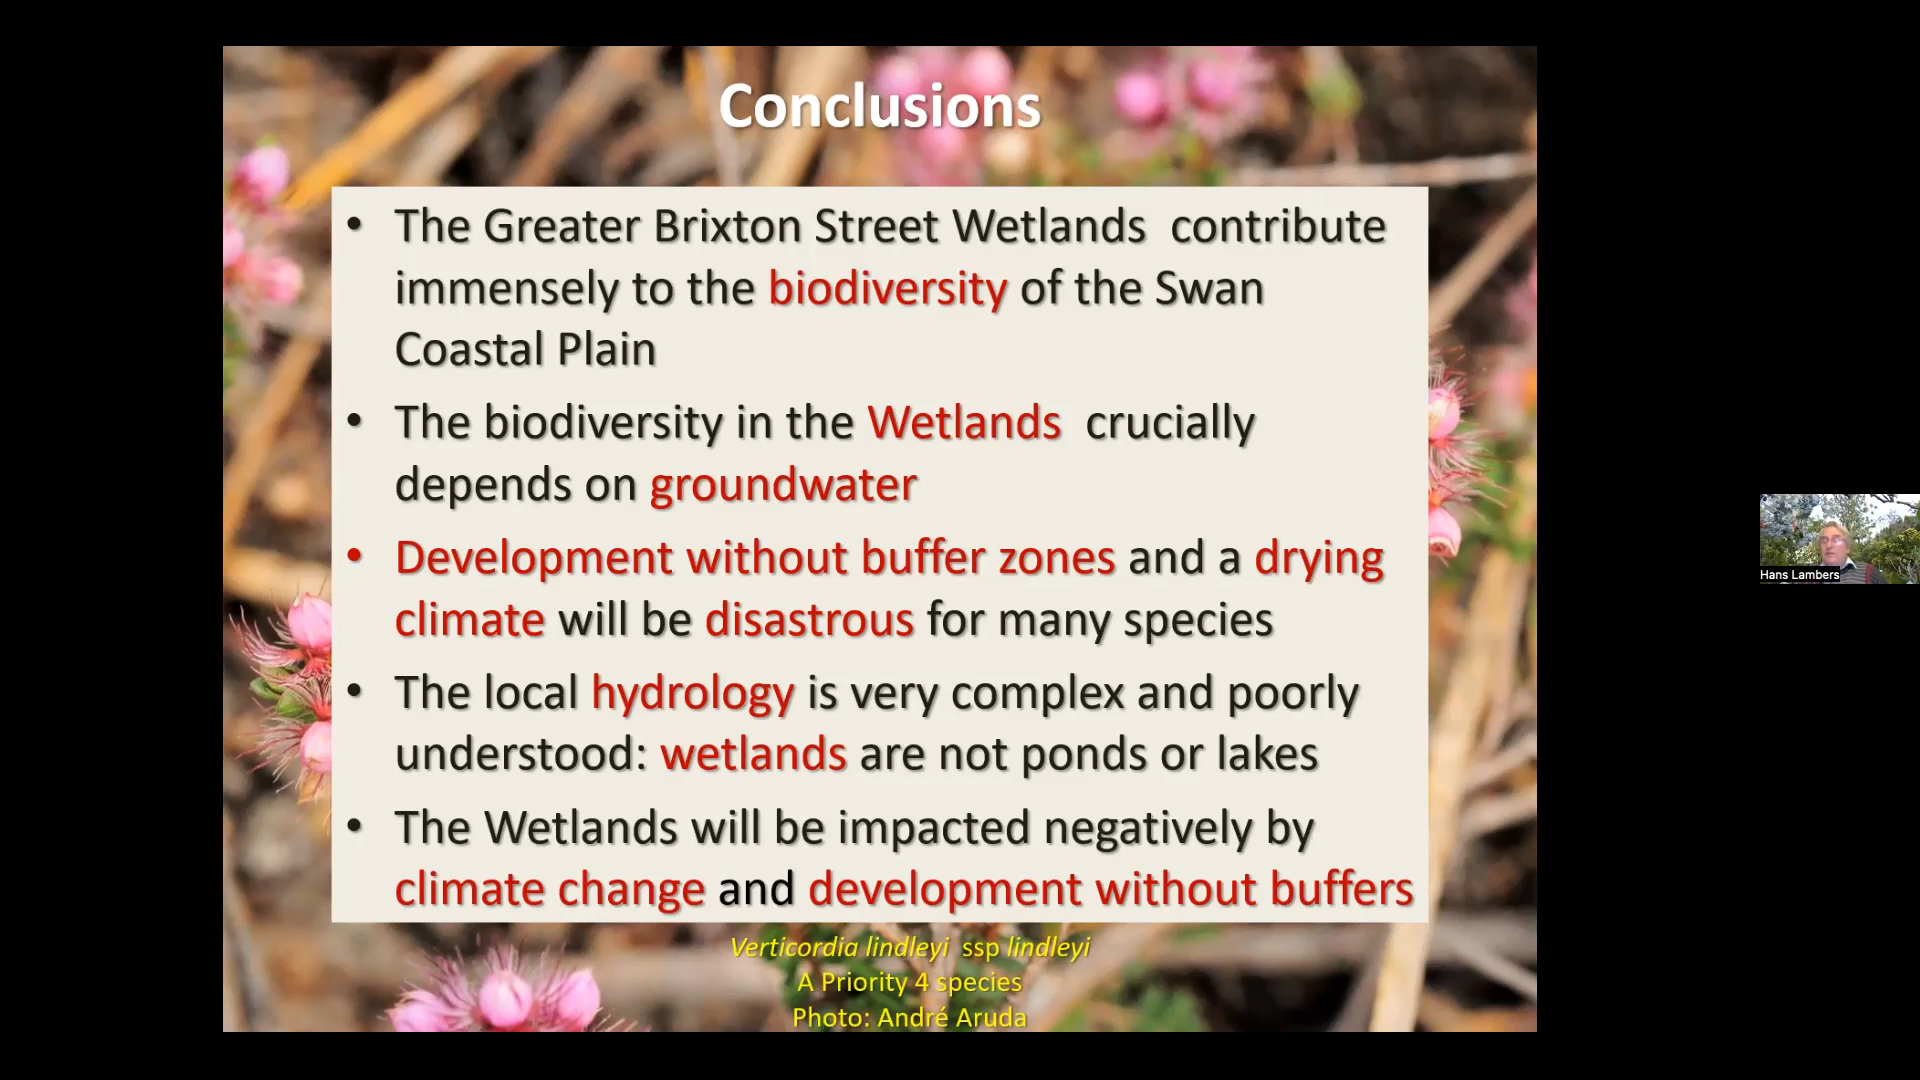 Conclusions
• The Greater Brixton Street Wetlands contribute
immensely to the biodiversity of the Swan
Coastal Plain
• The biodiversity in the Wetlands crucially
depends on groundwater
• Development without buffer zones and a drying
climate will be disastrous for many species
• The local hydrology is very complex and poorly
understood: wetlands are not ponds or lakes
• The Wetlands will be impacted negatively by
climate change and development without buffers
Verticordia lindleyi ssp lindleyi
A Priority 4 species
Photo: André Aruda
Hans Lambers